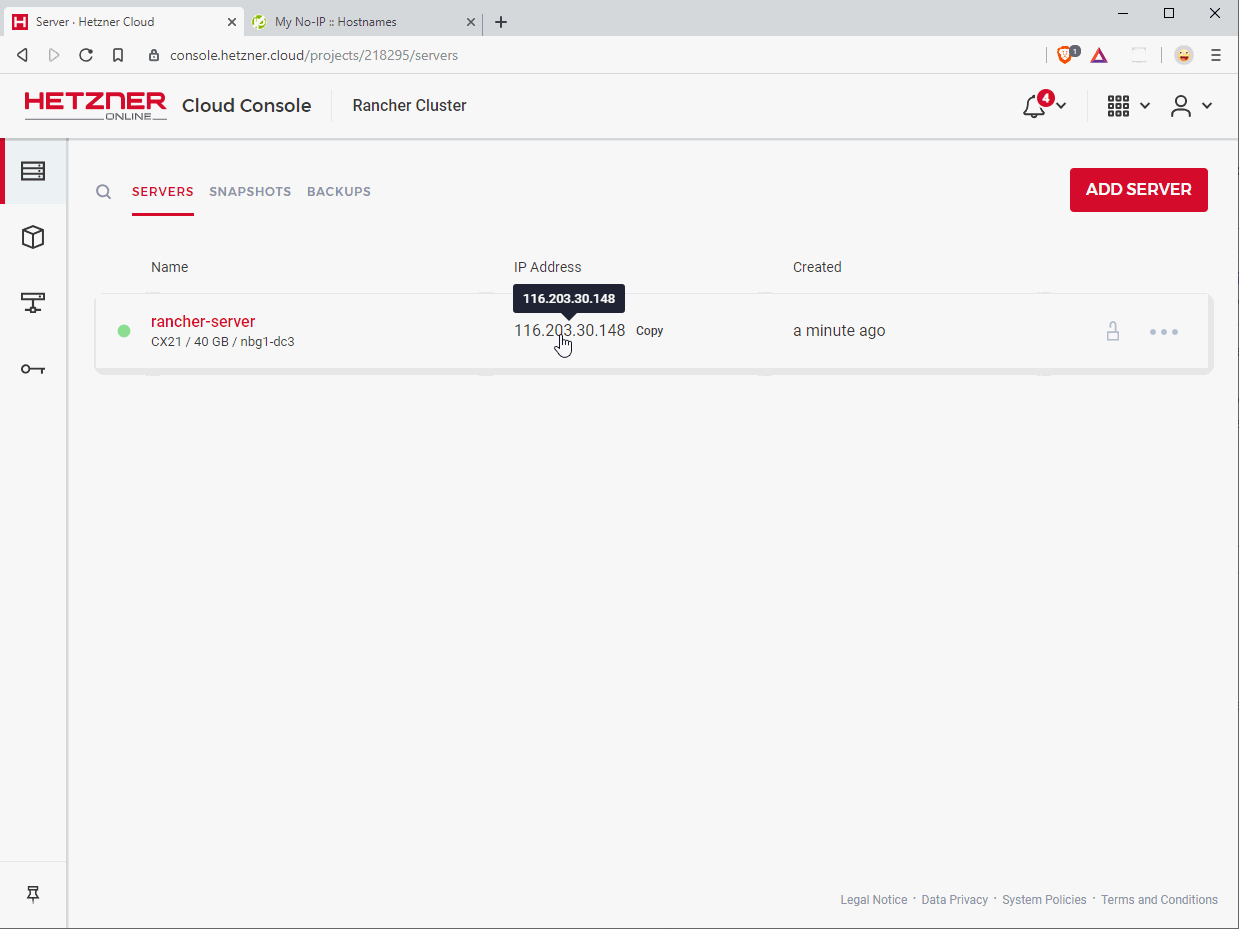 Server · Hetzner Cloud
My No-IP :: Hostnames
console.hetzner.cloud/projects/218295/servers
1
HETZNER
ONLINE
Cloud Console
Rancher Cluster
4
SERVERS SNAPSHOTS BACKUPS
ADD SERVER
Name IP Address Created
116.203.30.148
rancher-server
116.203.30.148 Copy
a minute ago
CX21 / 40 GB / nbg1-dc3
Legal Notice · Data Privacy · System Policies · Terms and Conditions